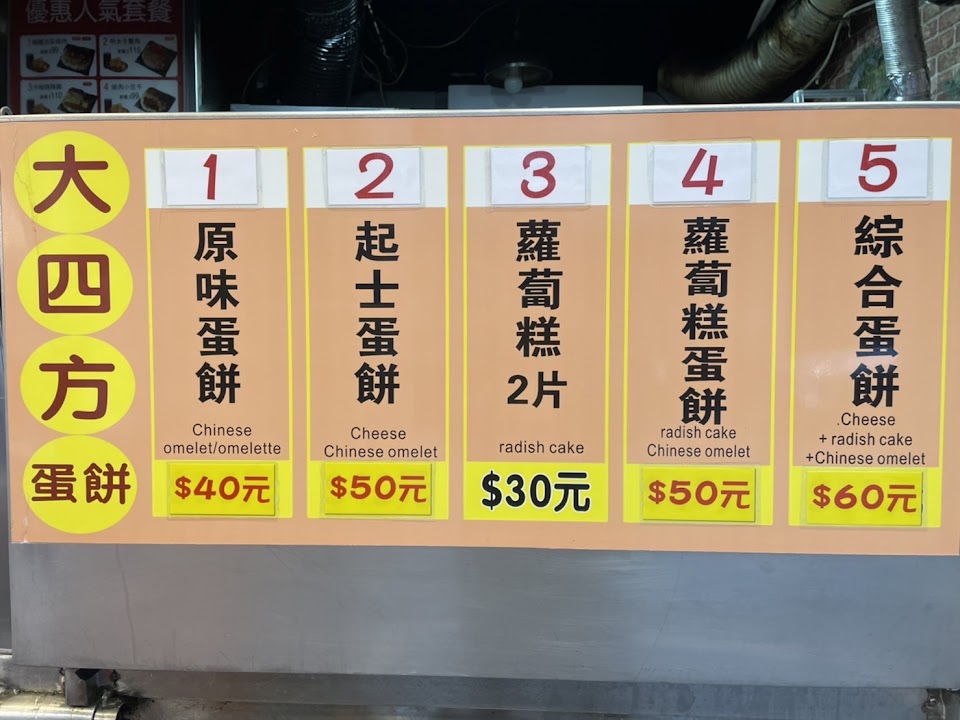 優惠人氣套餐
大四方蛋餅
1
原味蛋餅
Chinese
omelet/omelette
$40元
2
起士蛋餅
Cheese
Chinese omelet
$50元
3
蘿蔔糕2片
radish cake
$30元
4
蘿蔔糕蛋餅
radish cake
Chinese omelet
$50元
5
綜合蛋餅
.Cheese
+ radish cake
+Chinese omelet
$60元